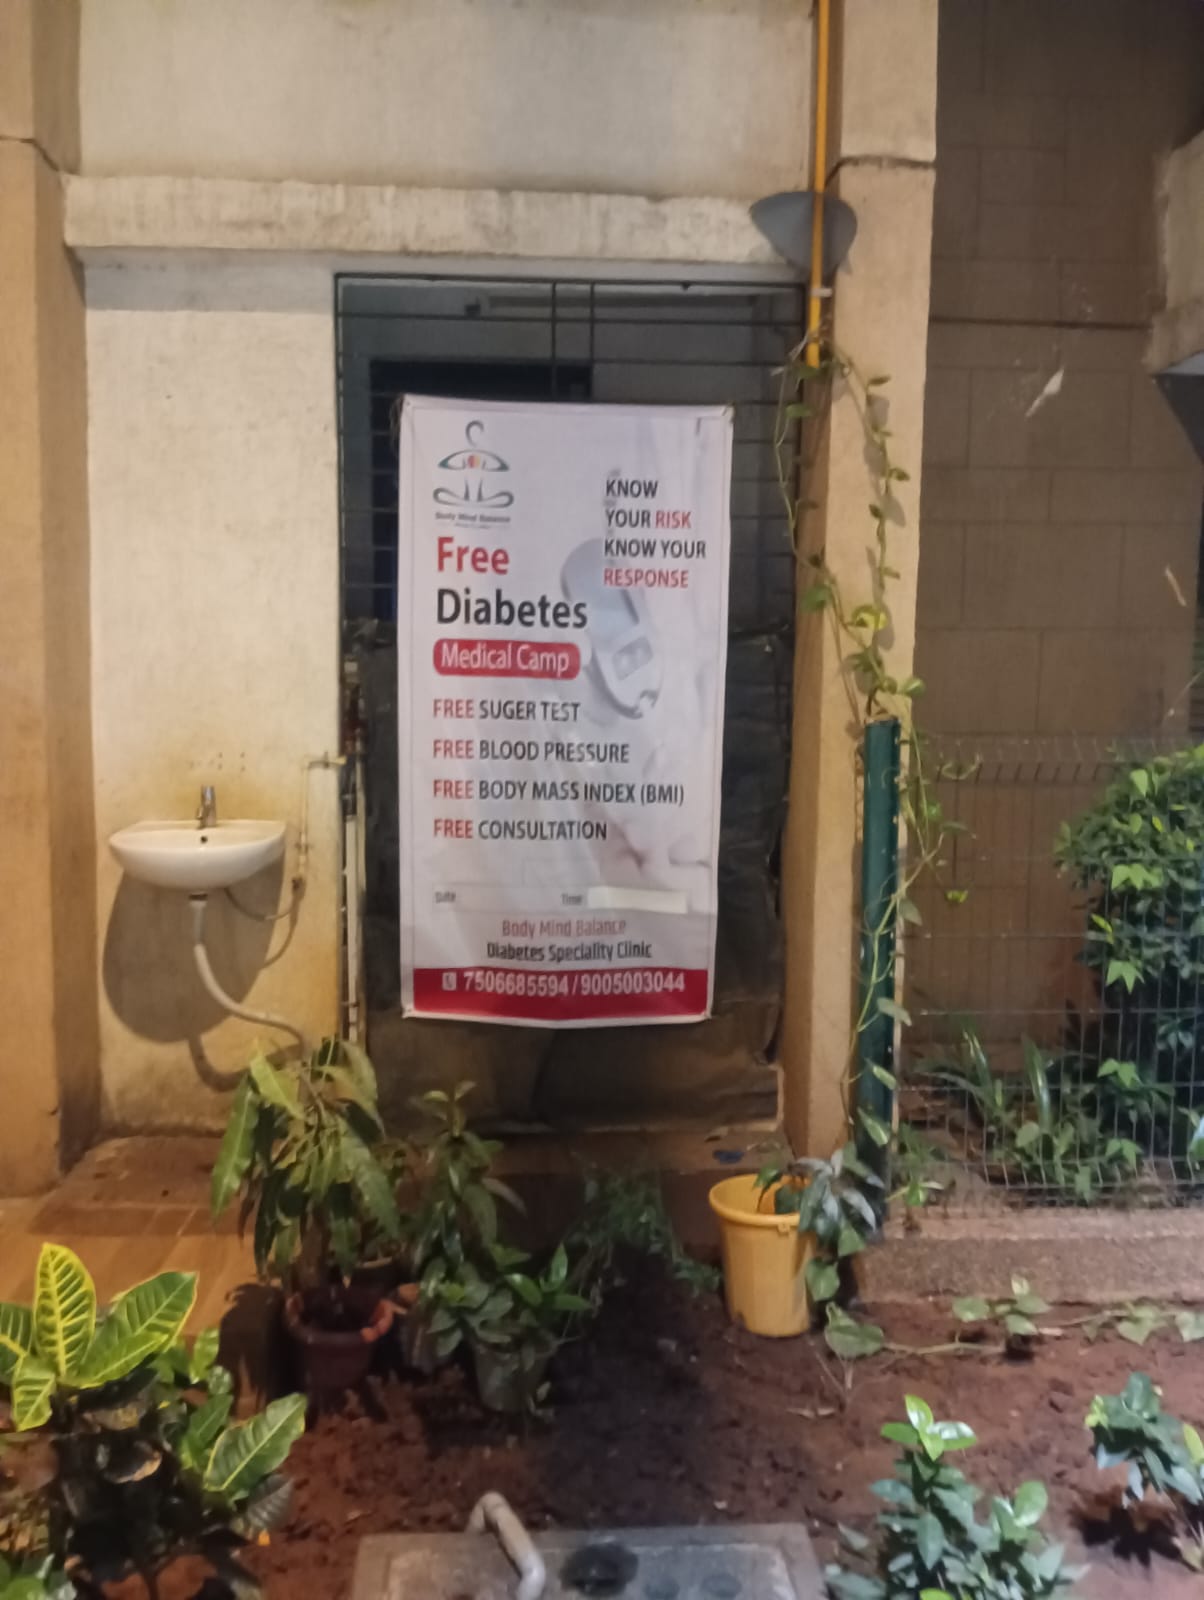 Body Mind Balance
KNOW
YOUR RISK
KNOW YOUR
RESPONSE
Free
Diabetes
Medical Camp
FREE SUGER TEST
FREE BLOOD PRESSURE
FREE BODY MASS INDEX (BMI)
FREE CONSULTATION
Date Time
Body Mind Balance
Diabetes Speciality Clinic
7506685594/9005003044